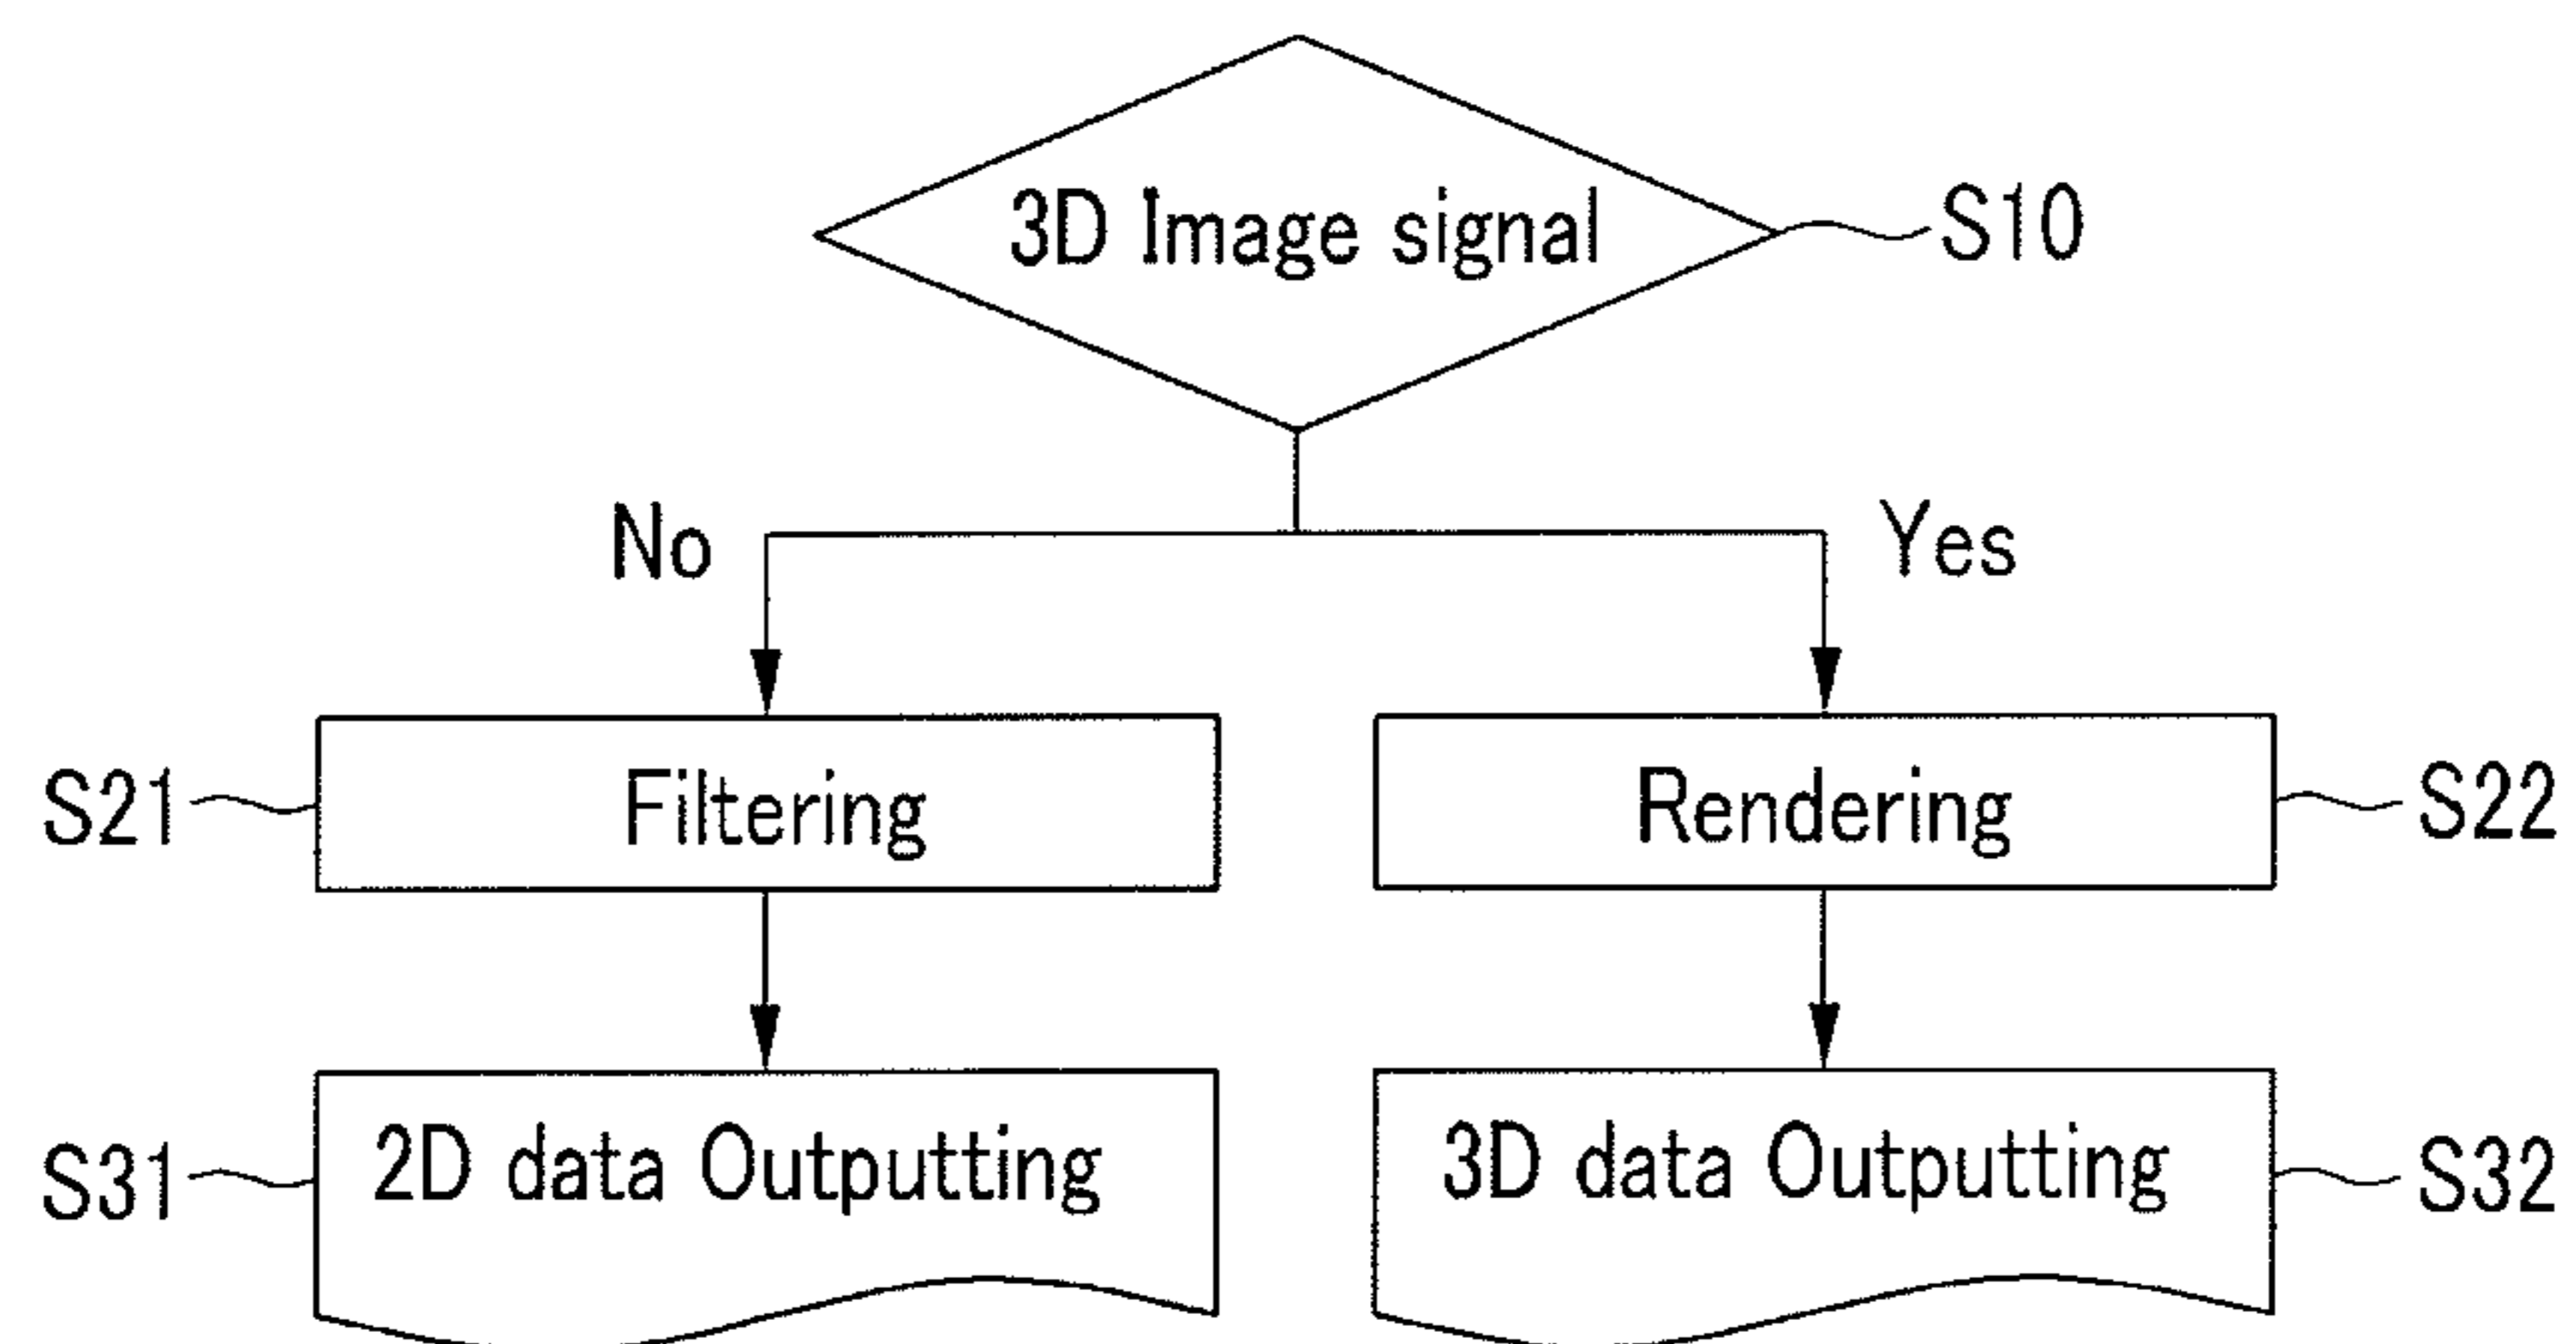 3D Image signal
S10
No
Yes
S21
Filtering
Rendering
S22
S31
2D data Outputting
3D data Outputting
S32